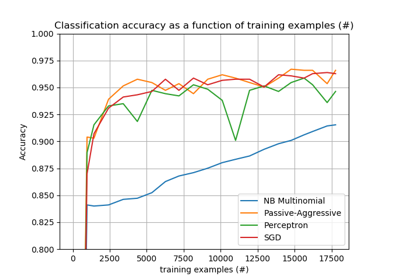 Classification accuracy as a function of training examples (#)
1.000
0.975
0.950
0.925
0.900
0.875
0.850
0.825
0.800
Accuracy
NB Multinomial
Passive-Aggressive
Perceptron
SGD
0 2500 5000 7500 10000 12500 15000 17500
training examples (#)